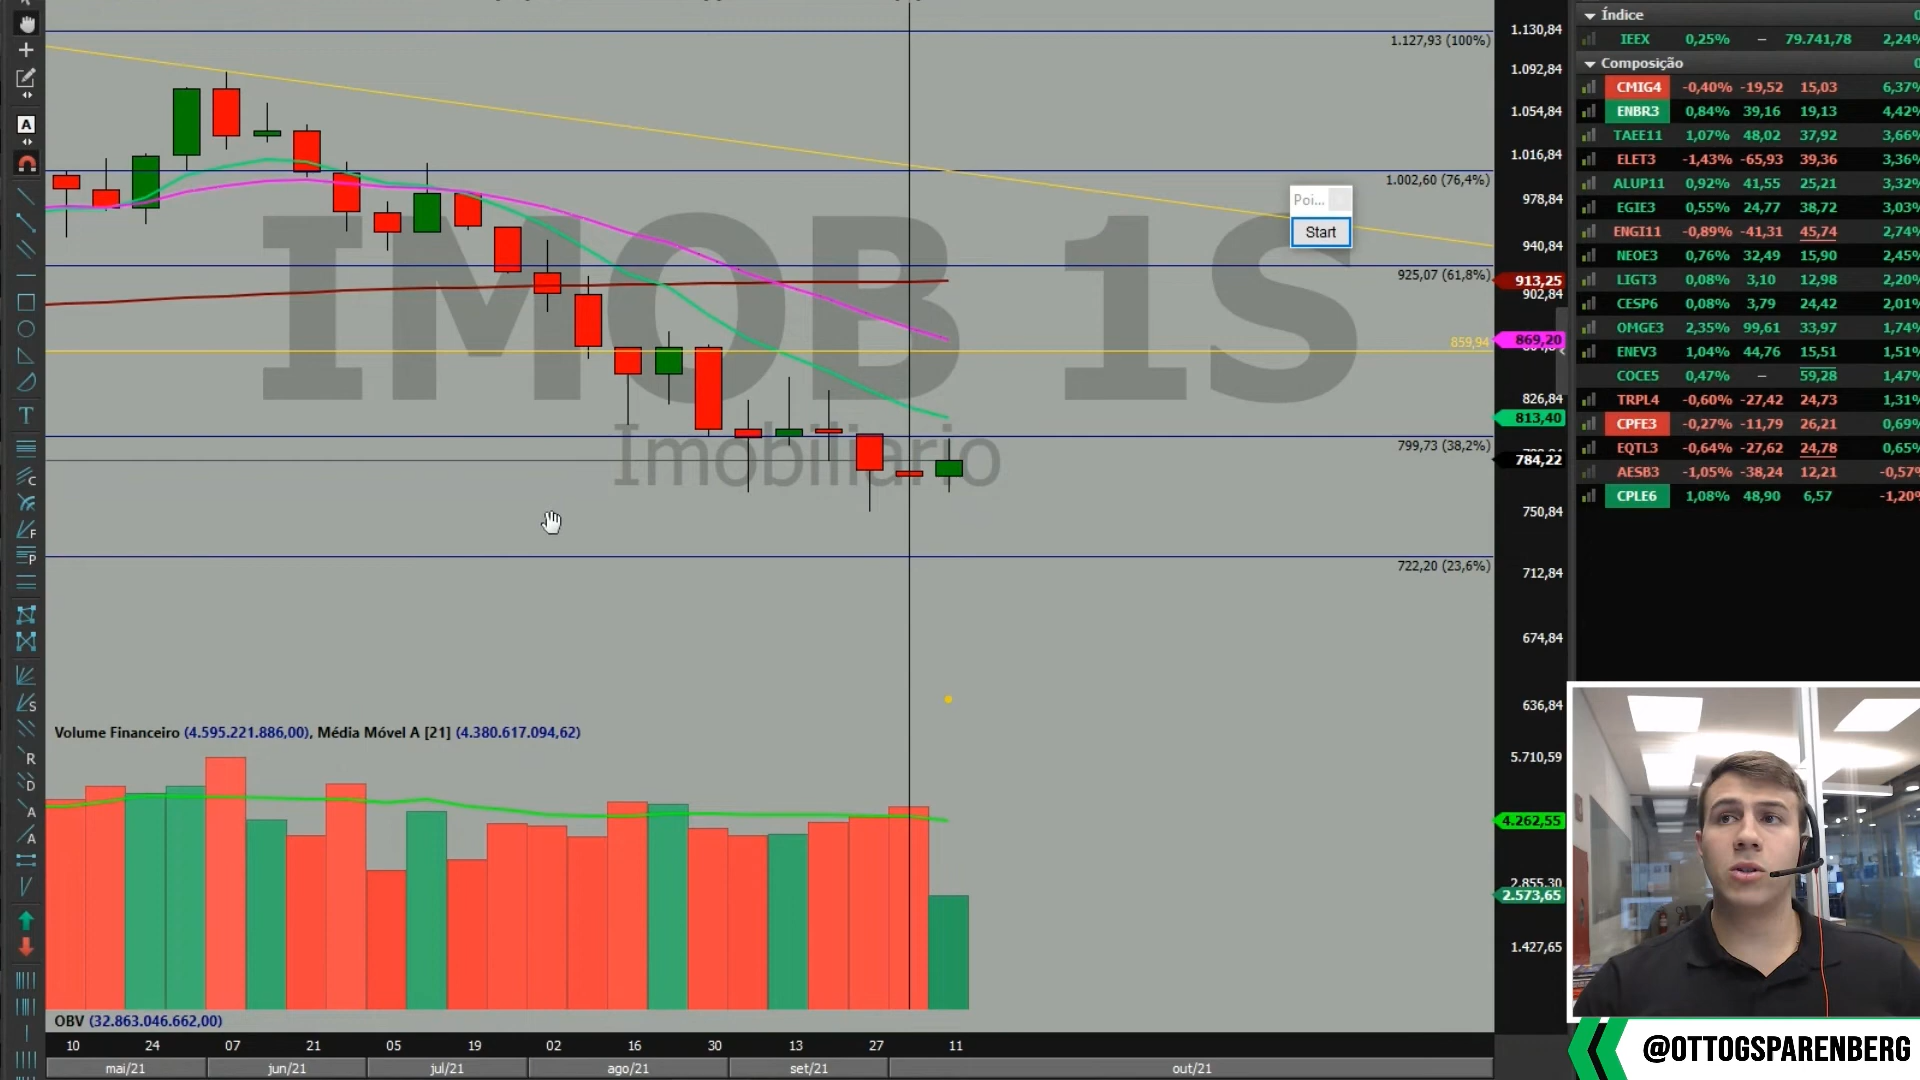 1.127,93 (100%)
1.002,60 (76,4%)
925,07 (61,8%)
859,94
799,73 (38,2%)
722,20 (23,6%)
IMOB 1S
Imobiliario
Poi...
Start
1.130,84
1.092,84
1.054,84
1.016,84
978,84
940,84
913,25
902,84
869,20
826,84
813,40
784,22
750,84
712,84
674,84
636,84
5.710,59
4.262,55
2.855,30
2.573,65
1.427,65
Volume Financeiro (4.595.221.886,00), Média Móvel A [21] (4.380.617.094,62)
OBV (32.863.046.662,00)
10 24 07 21 05 19 02 16 30 13 27 11
mai/21 jun/21 jul/21 ago/21 set/21 out/21
Índice
IEEX 0,25% – 79.741,78 2,24%
Composição
CMIG4 -0,40% -19,52 15,03 6,37%
ENBR3 0,84% 39,16 19,13 4,42%
TAEE11 1,07% 48,02 37,92 3,66%
ELET3 -1,43% -65,93 39,36 3,36%
ALUP11 0,92% 41,55 25,21 3,32%
EGIE3 0,55% 24,77 38,72 3,03%
ENGI11 -0,89% -41,31 45,74 2,74%
NEOE3 0,76% 32,49 15,90 2,45%
LIGT3 0,08% 3,10 12,98 2,20%
CESP6 0,08% 3,79 24,42 2,01%
OMGE3 2,35% 99,61 33,97 1,74%
ENEV3 1,04% 44,76 15,51 1,51%
COCE5 0,47% – 59,28 1,47%
TRPL4 -0,60% -27,42 24,73 1,31%
CPFE3 -0,27% -11,79 26,21 0,69%
EQTL3 -0,64% -27,62 24,78 0,65%
AESB3 -1,05% -38,24 12,21 -0,57%
CPLE6 1,08% 48,90 6,57 -1,20%
A
T
C
F
P
S
R
D
A
A
@OTTOGSPARENBERG